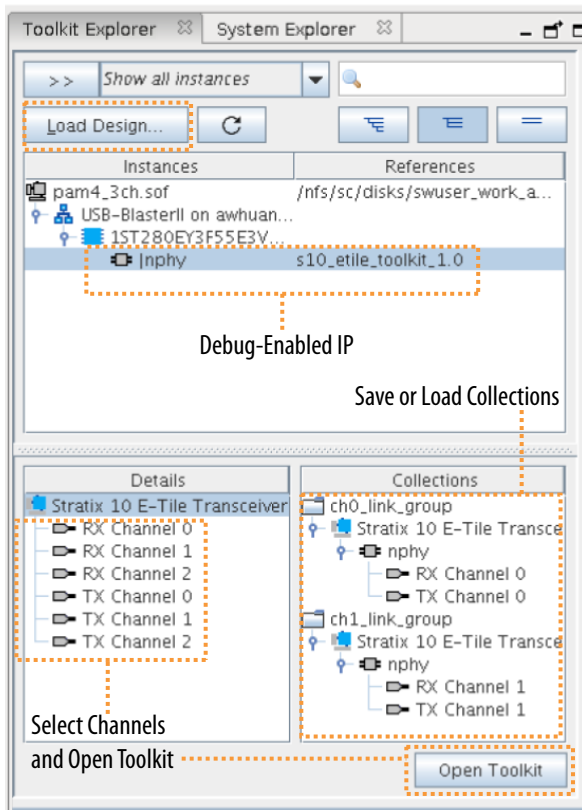 Toolkit Explorer System Explorer
>> Show all instances
Load Design...
Instances References
pam4_3ch.sof /nfs/sc/disks/swuser_work_a...
USB-BlasterII on awhuan...
1ST280EY3F55E3V...
|nphy s10_etile_toolkit_1.0
Debug-Enabled IP
Save or Load Collections
Details Collections
Stratix 10 E-Tile Transceiver ch0_link_group
RX Channel 0 Stratix 10 E-Tile Transce
RX Channel 1 nphy
RX Channel 2 RX Channel 0
TX Channel 0 TX Channel 0
TX Channel 1 ch1_link_group
TX Channel 2 Stratix 10 E-Tile Transce
nphy
RX Channel 1
TX Channel 1
Select Channels
and Open Toolkit
Open Toolkit